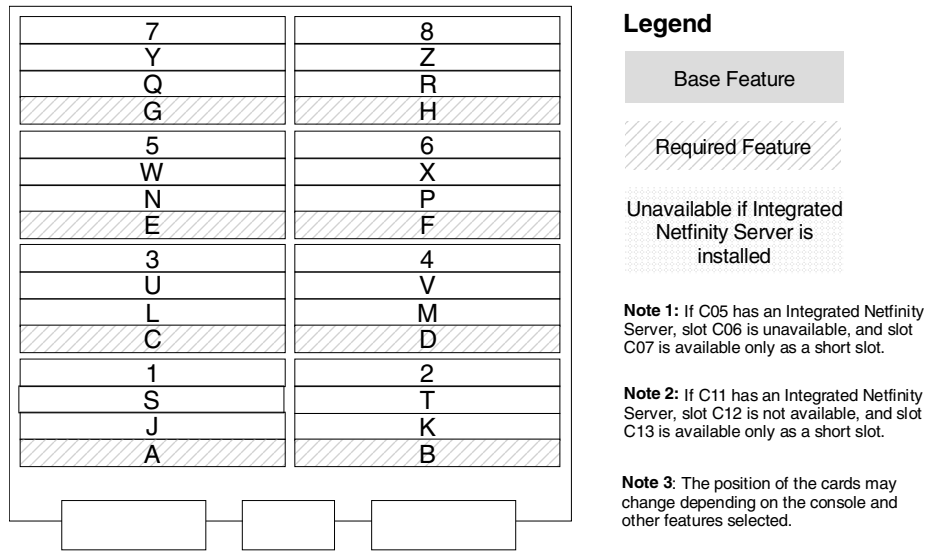 7
Y
Q
G
8
Z
R
H
5
W
N
E
6
X
P
F
3
U
L
C
4
V
M
D
1
S
J
A
2
T
K
B
Legend
Base Feature
Required Feature
Unavailable if Integrated
Netfinity Server is
installed
Note 1: If C05 has an Integrated Netfinity
Server, slot C06 is unavailable, and slot
C07 is available only as a short slot.
Note 2: If C11 has an Integrated Netfinity
Server, slot C12 is not available, and slot
C13 is available only as a short slot.
Note 3: The position of the cards may
change depending on the console and
other features selected.